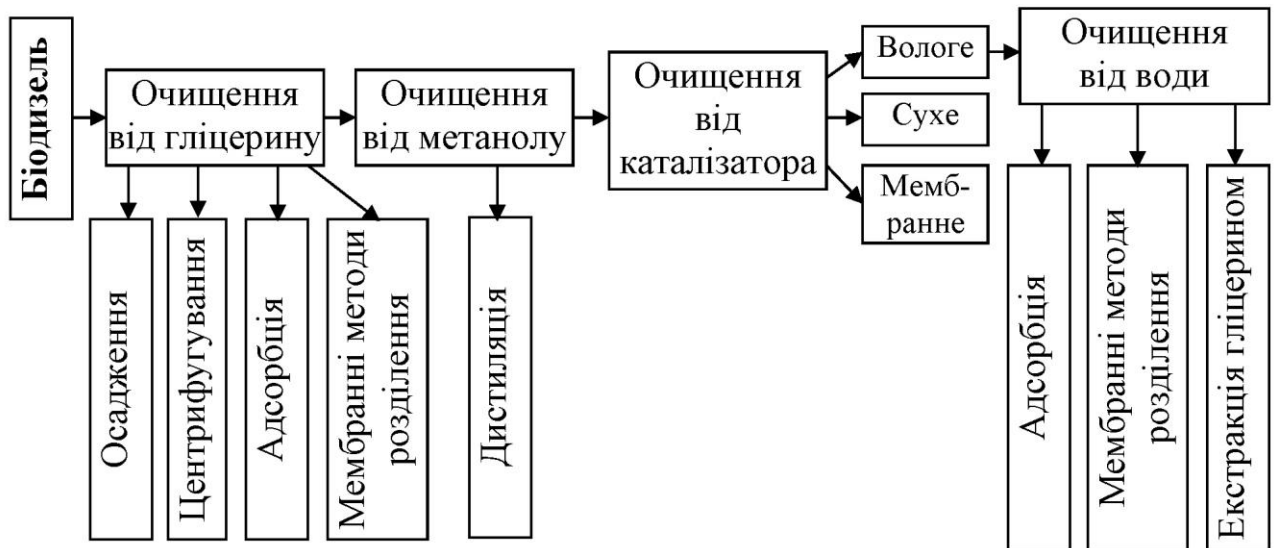 Біодизель
Очищення
від гліцерину
Осадження
Центрифугування
Адсорбція
Мембранні методи
розділення
Очищення
від метанолу
Дистиляція
Очищення
від
каталізатора
Вологе
Сухе
Мемб-
ранне
Очищення
від води
Адсорбція
Мембранні методи
розділення
Екстракція гліцерином